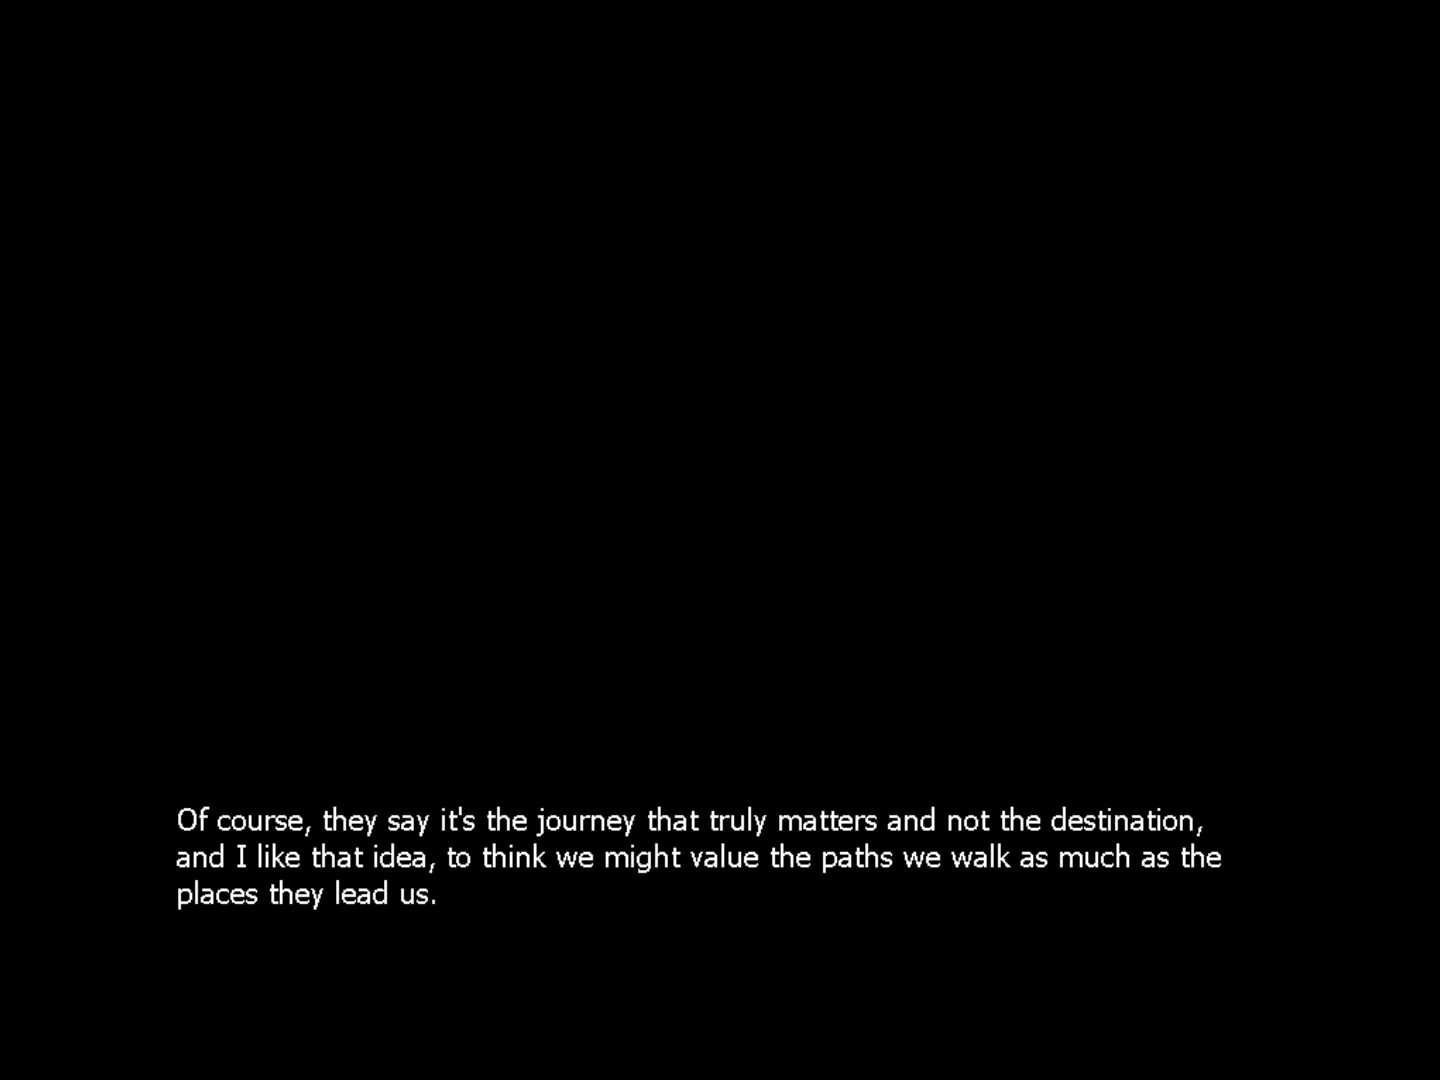 Of course, they say it's the journey that truly matters and not the destination,
and I like that idea, to think we might value the paths we walk as much as the
places they lead us.